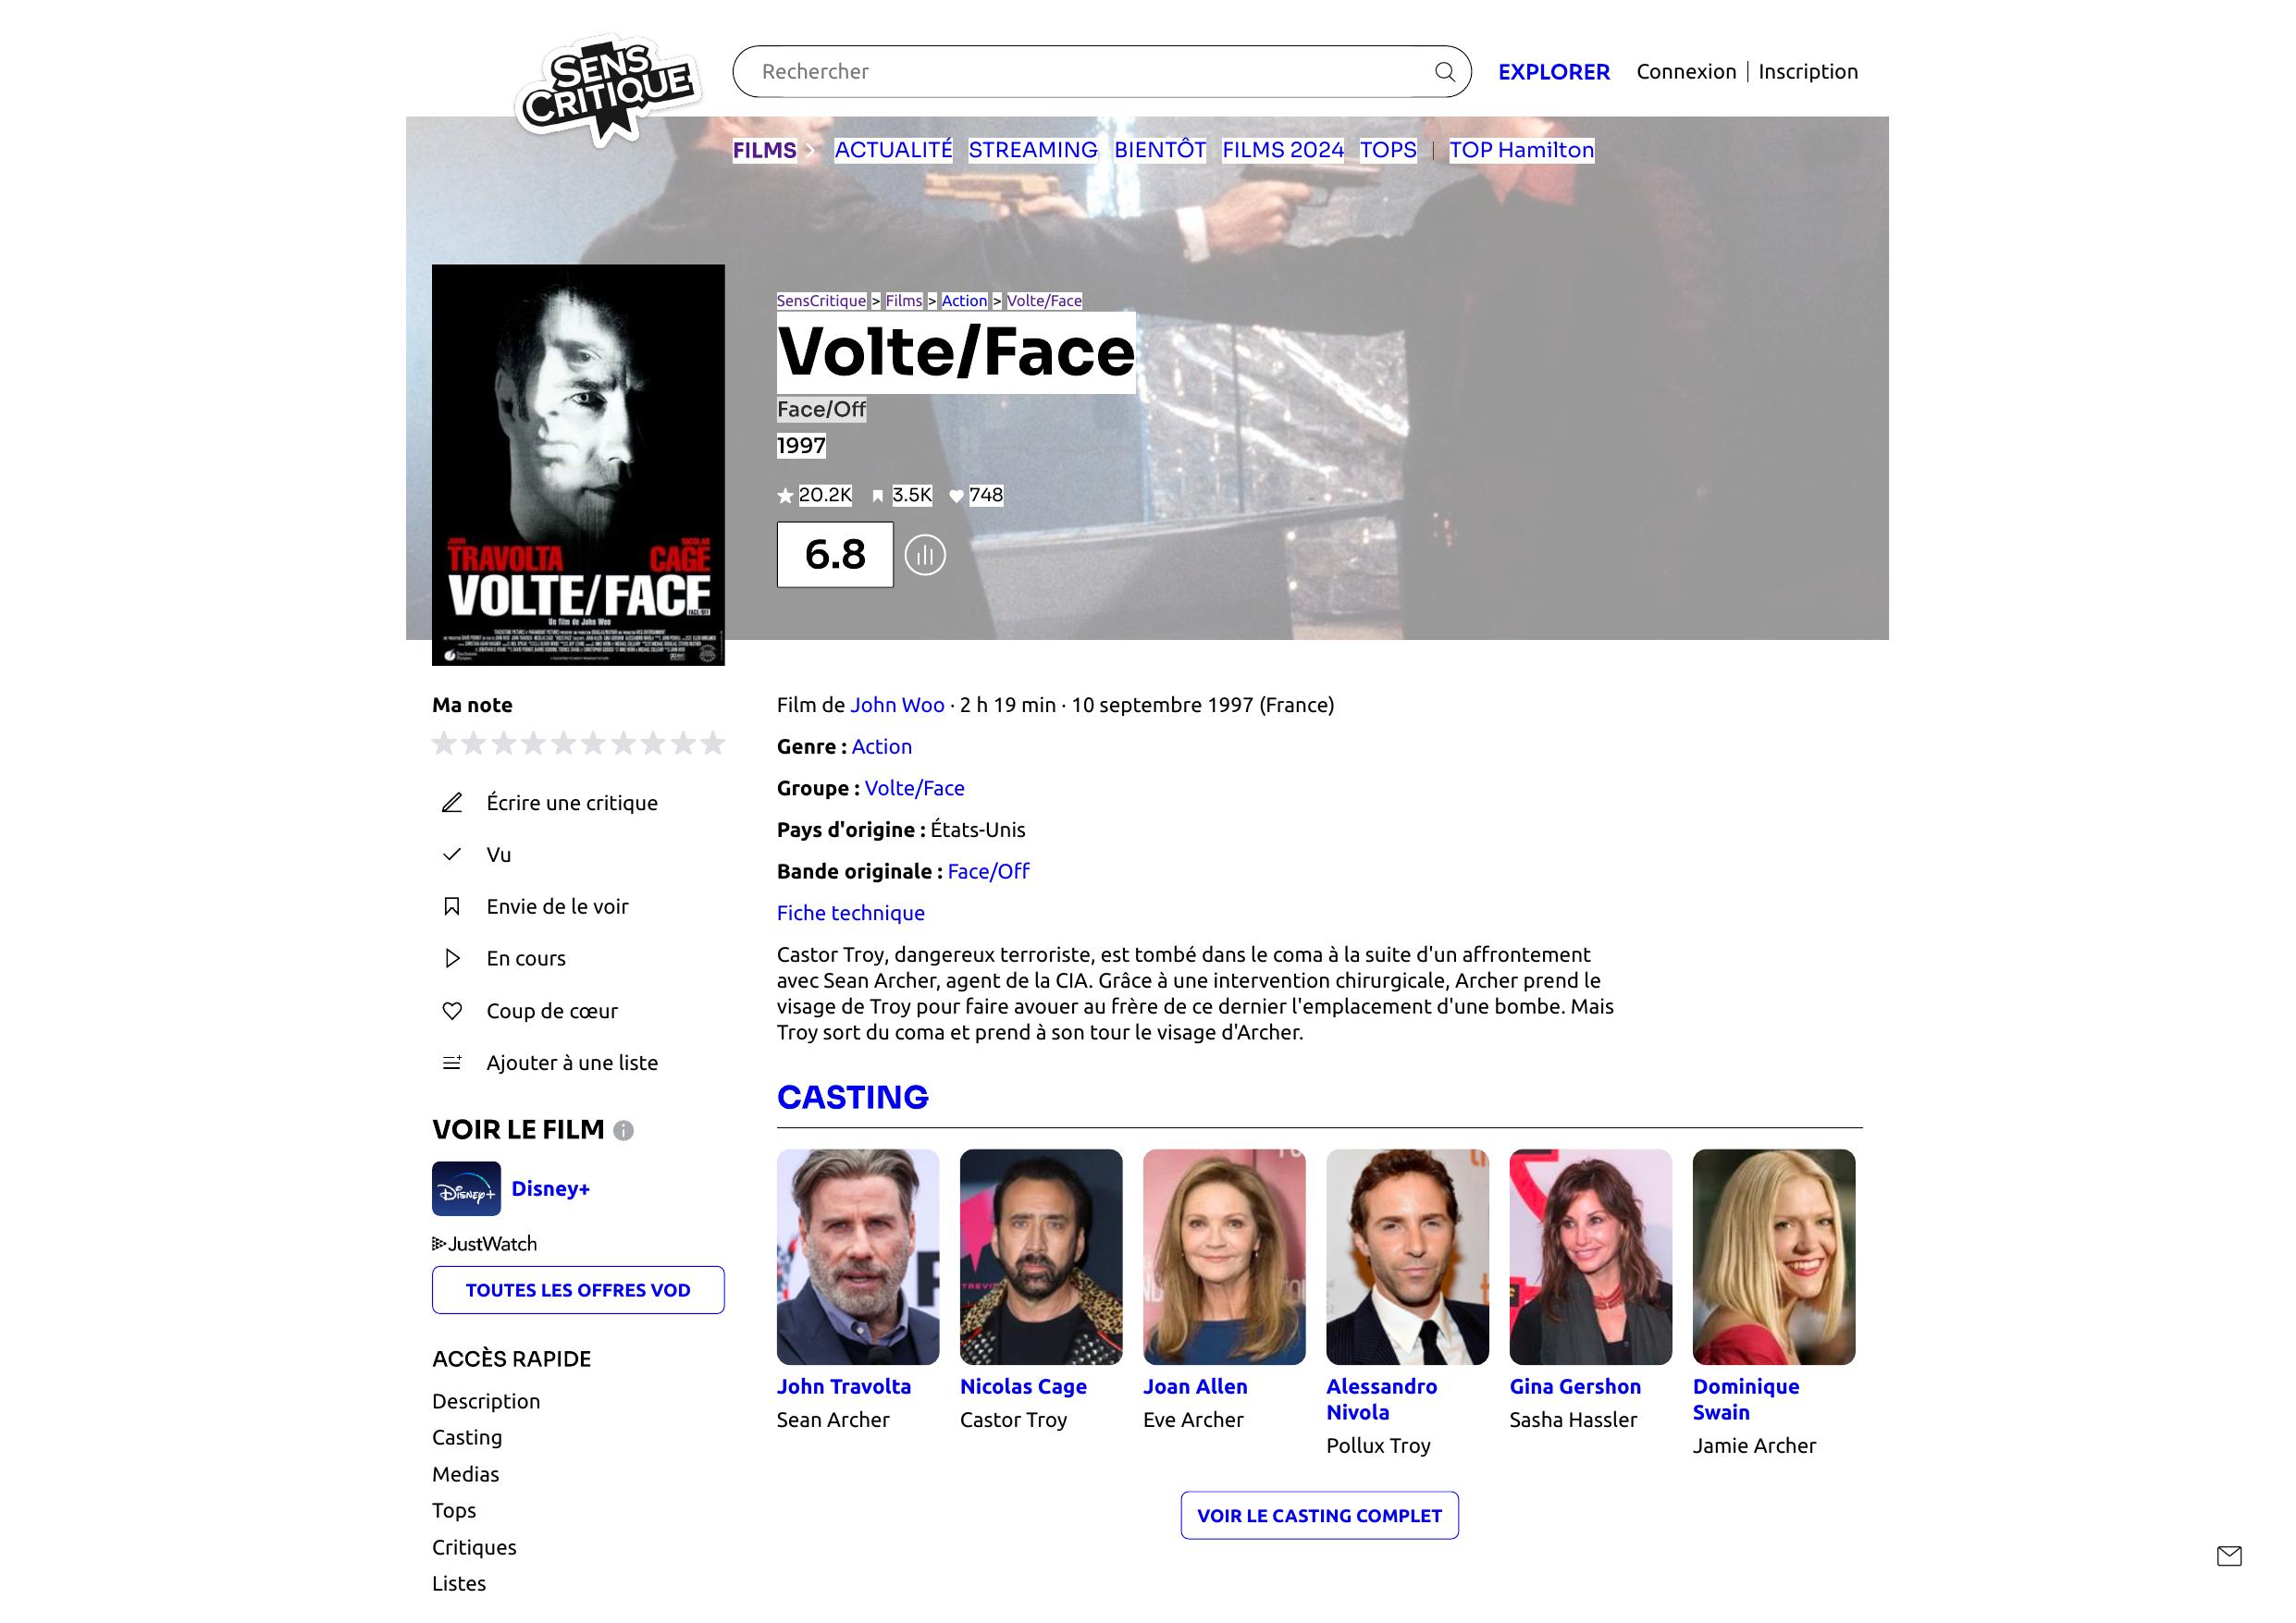 SENS
CRITIQUE
Rechercher
EXPLORER
Connexion | Inscription
FILMS > ACTUALITÉ STREAMING BIENTÔT FILMS 2024 TOPS | TOP Hamilton
SensCritique > Films > Action > Volte/Face
Volte/Face
Face/Off
1997
20.2K 3.5K 748
6.8
JOHN TRAVOLTA
NICOLAS CAGE
VOLTE/FACE
FACE/OFF
Un film de John Woo
Ma note
Écrire une critique
Vu
Envie de le voir
En cours
Coup de cœur
Ajouter à une liste
VOIR LE FILM
Disney+
Disney+
JustWatch
TOUTES LES OFFRES VOD
ACCÈS RAPIDE
Description
Casting
Medias
Tops
Critiques
Listes
Film de John Woo · 2 h 19 min · 10 septembre 1997 (France)
Genre : Action
Groupe : Volte/Face
Pays d'origine : États-Unis
Bande originale : Face/Off
Fiche technique
Castor Troy, dangereux terroriste, est tombé dans le coma à la suite d'un affrontement
avec Sean Archer, agent de la CIA. Grâce à une intervention chirurgicale, Archer prend le
visage de Troy pour faire avouer au frère de ce dernier l'emplacement d'une bombe. Mais
Troy sort du coma et prend à son tour le visage d'Archer.
CASTING
John Travolta
Sean Archer
Nicolas Cage
Castor Troy
Joan Allen
Eve Archer
Alessandro
Nivola
Pollux Troy
Gina Gershon
Sasha Hassler
Dominique
Swain
Jamie Archer
VOIR LE CASTING COMPLET